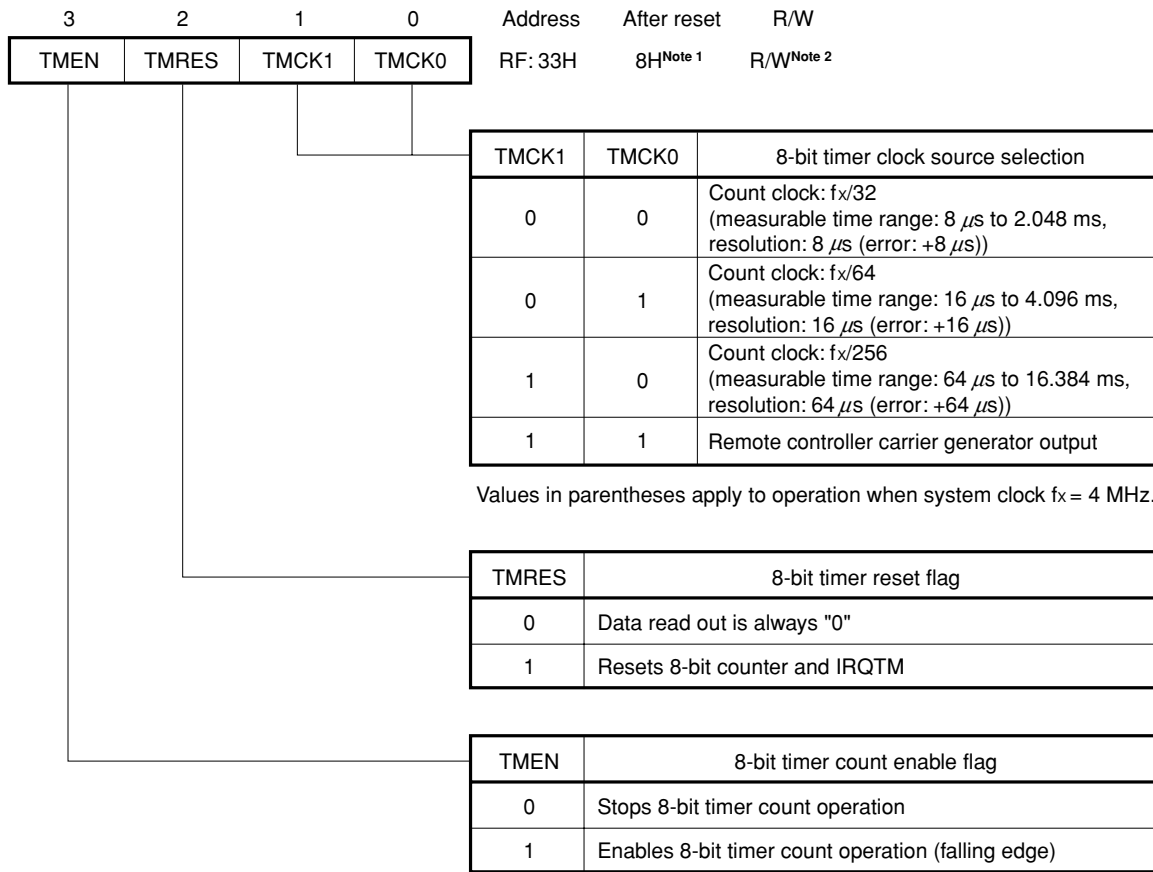 3 2 1 0 Address After reset R/W
TMEN TMRES TMCK1 TMCK0 RF: 33H 8HNote 1 R/WNote 2
TMCK1 TMCK0 8-bit timer clock source selection
0 0 Count clock: fx/32
(measurable time range: 8 μs to 2.048 ms,
resolution: 8 μs (error: +8 μs))
0 1 Count clock: fx/64
(measurable time range: 16 μs to 4.096 ms,
resolution: 16 μs (error: +16 μs))
1 0 Count clock: fx/256
(measurable time range: 64 μs to 16.384 ms,
resolution: 64 μs (error: +64 μs))
1 1 Remote controller carrier generator output
Values in parentheses apply to operation when system clock fx = 4 MHz.
TMRES 8-bit timer reset flag
0 Data read out is always "0"
1 Resets 8-bit counter and IRQTM
TMEN 8-bit timer count enable flag
0 Stops 8-bit timer count operation
1 Enables 8-bit timer count operation (falling edge)